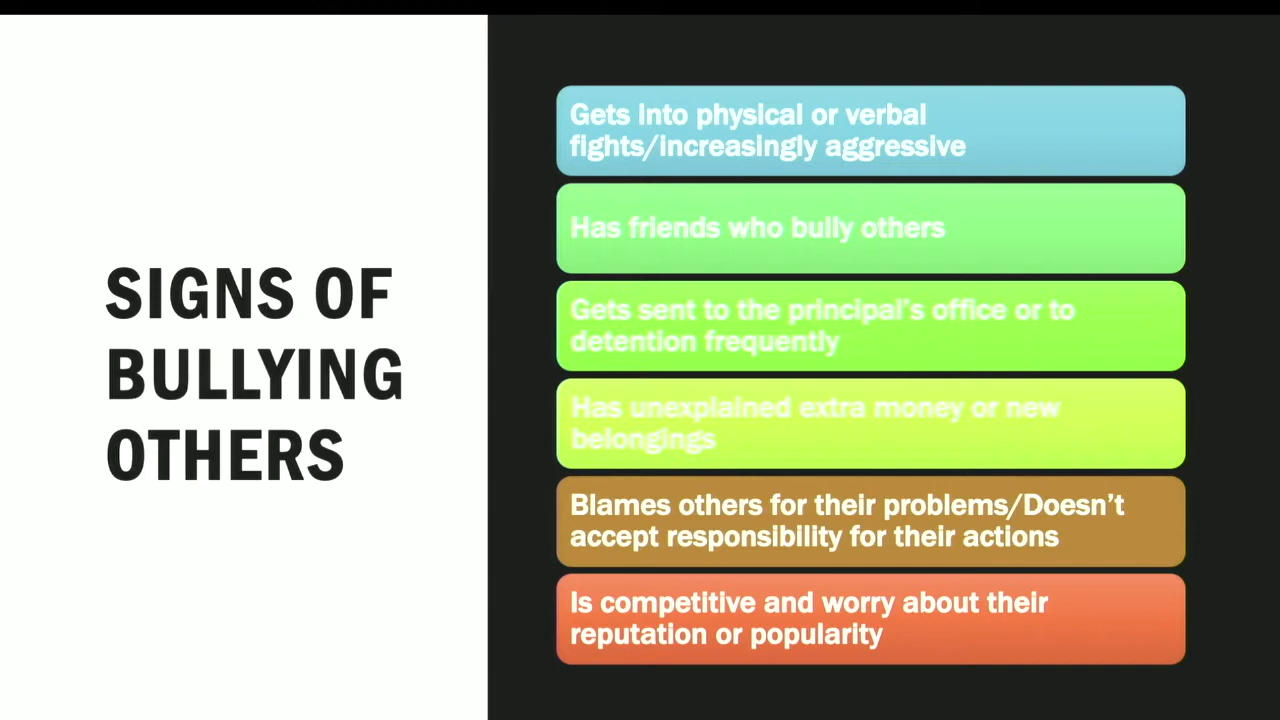 SIGNS OF
BULLYING
OTHERS
Gets into physical or verbal
fights/increasingly aggressive
Has friends who bully others
Gets sent to the principal's office or to
detention frequently
Has unexplained extra money or new
belongings
Blames others for their problems/Doesn't
accept responsibility for their actions
Is competitive and worry about their
reputation or popularity